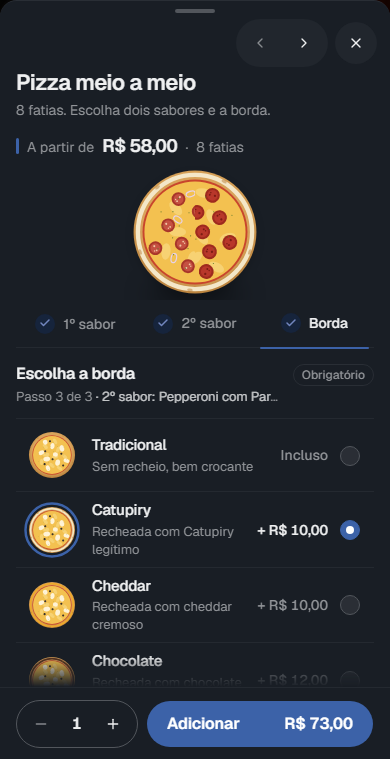 Pizza meio a meio
8 fatias. Escolha dois sabores e a borda.
A partir de R$ 58,00 · 8 fatias
1º sabor
2º sabor
Borda
Escolha a borda
Obrigatório
Passo 3 de 3 · 2º sabor: Pepperoni com Par...
Tradicional
Sem recheio, bem crocante
Incluso
Catupiry
Recheada com Catupiry
legítimo
+ R$ 10,00
Cheddar
Recheada com cheddar
cremoso
+ R$ 10,00
Chocolate
Recheada com chocolate
+ R$ 12,00
1
Adicionar
R$ 73,00